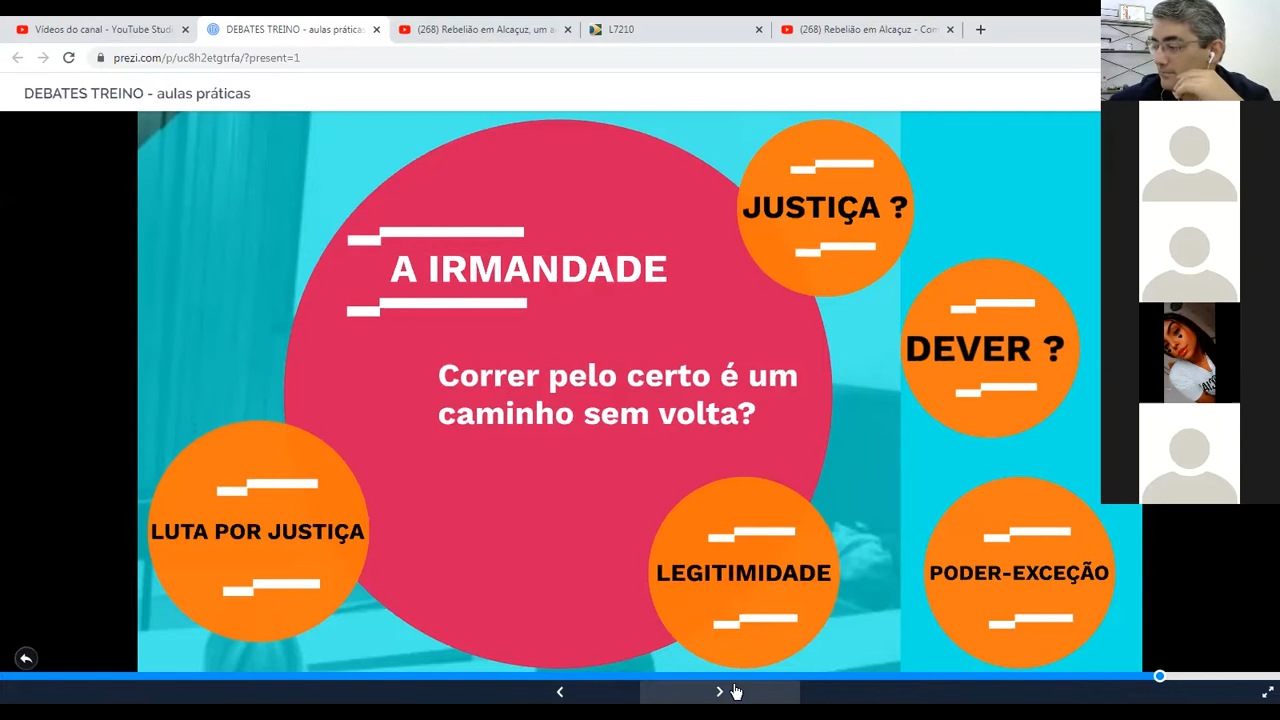 Vídeos do canal - YouTube Studi
DEBATES TREINO - aulas práticas
(268) Rebelião em Alcaçuz, um a
L7210
(268) Rebelião em Alcaçuz - Con
prezi.com/p/uc8h2etgtrfa/?present=1
DEBATES TREINO - aulas práticas
JUSTIÇA ?
A IRMANDADE
DEVER ?
Correr pelo certo é um
caminho sem volta?
LUTA POR JUSTIÇA
LEGITIMIDADE
PODER-EXCEÇÃO